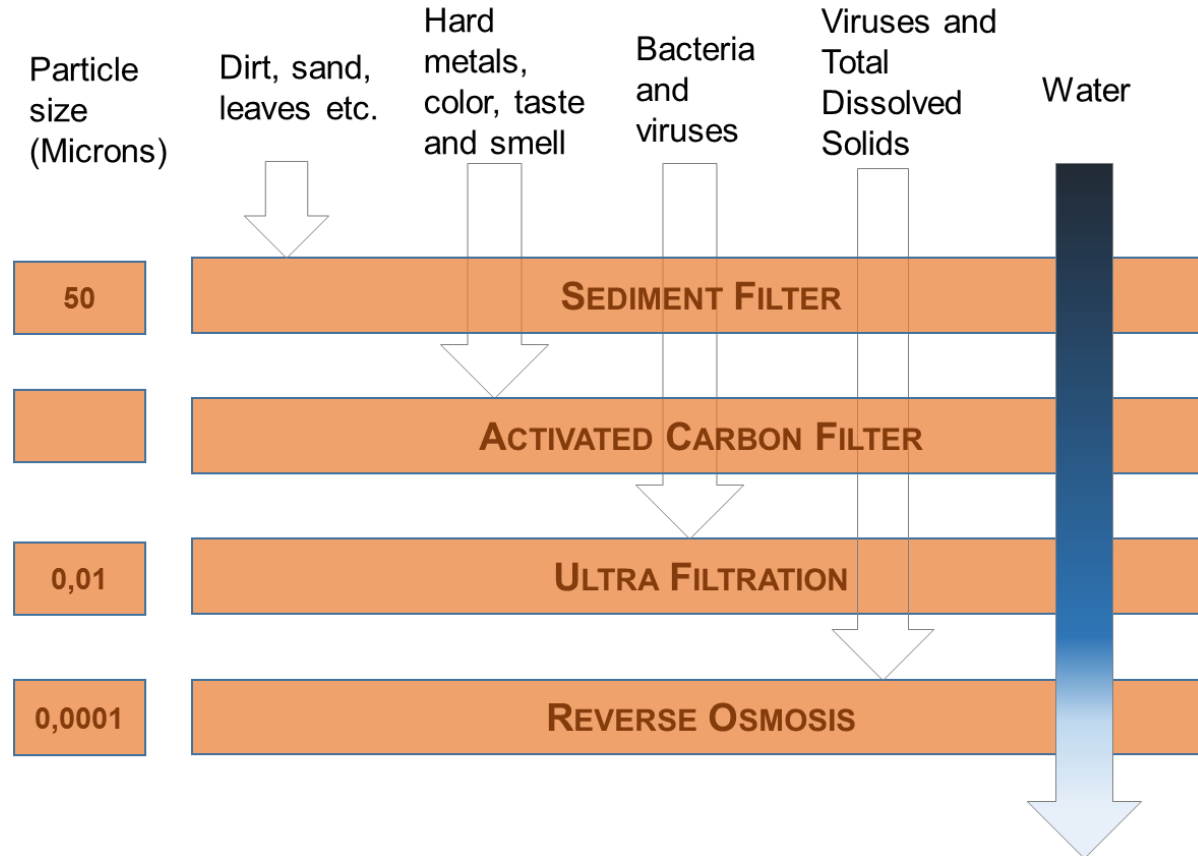 Particle
size
(Microns)
Dirt, sand,
leaves etc.
Hard
metals,
color, taste
and smell
Bacteria
and
viruses
Viruses and
Total
Dissolved
Solids
Water
50
SEDIMENT FILTER
ACTIVATED CARBON FILTER
0,01
ULTRA FILTRATION
0,0001
REVERSE OSMOSIS